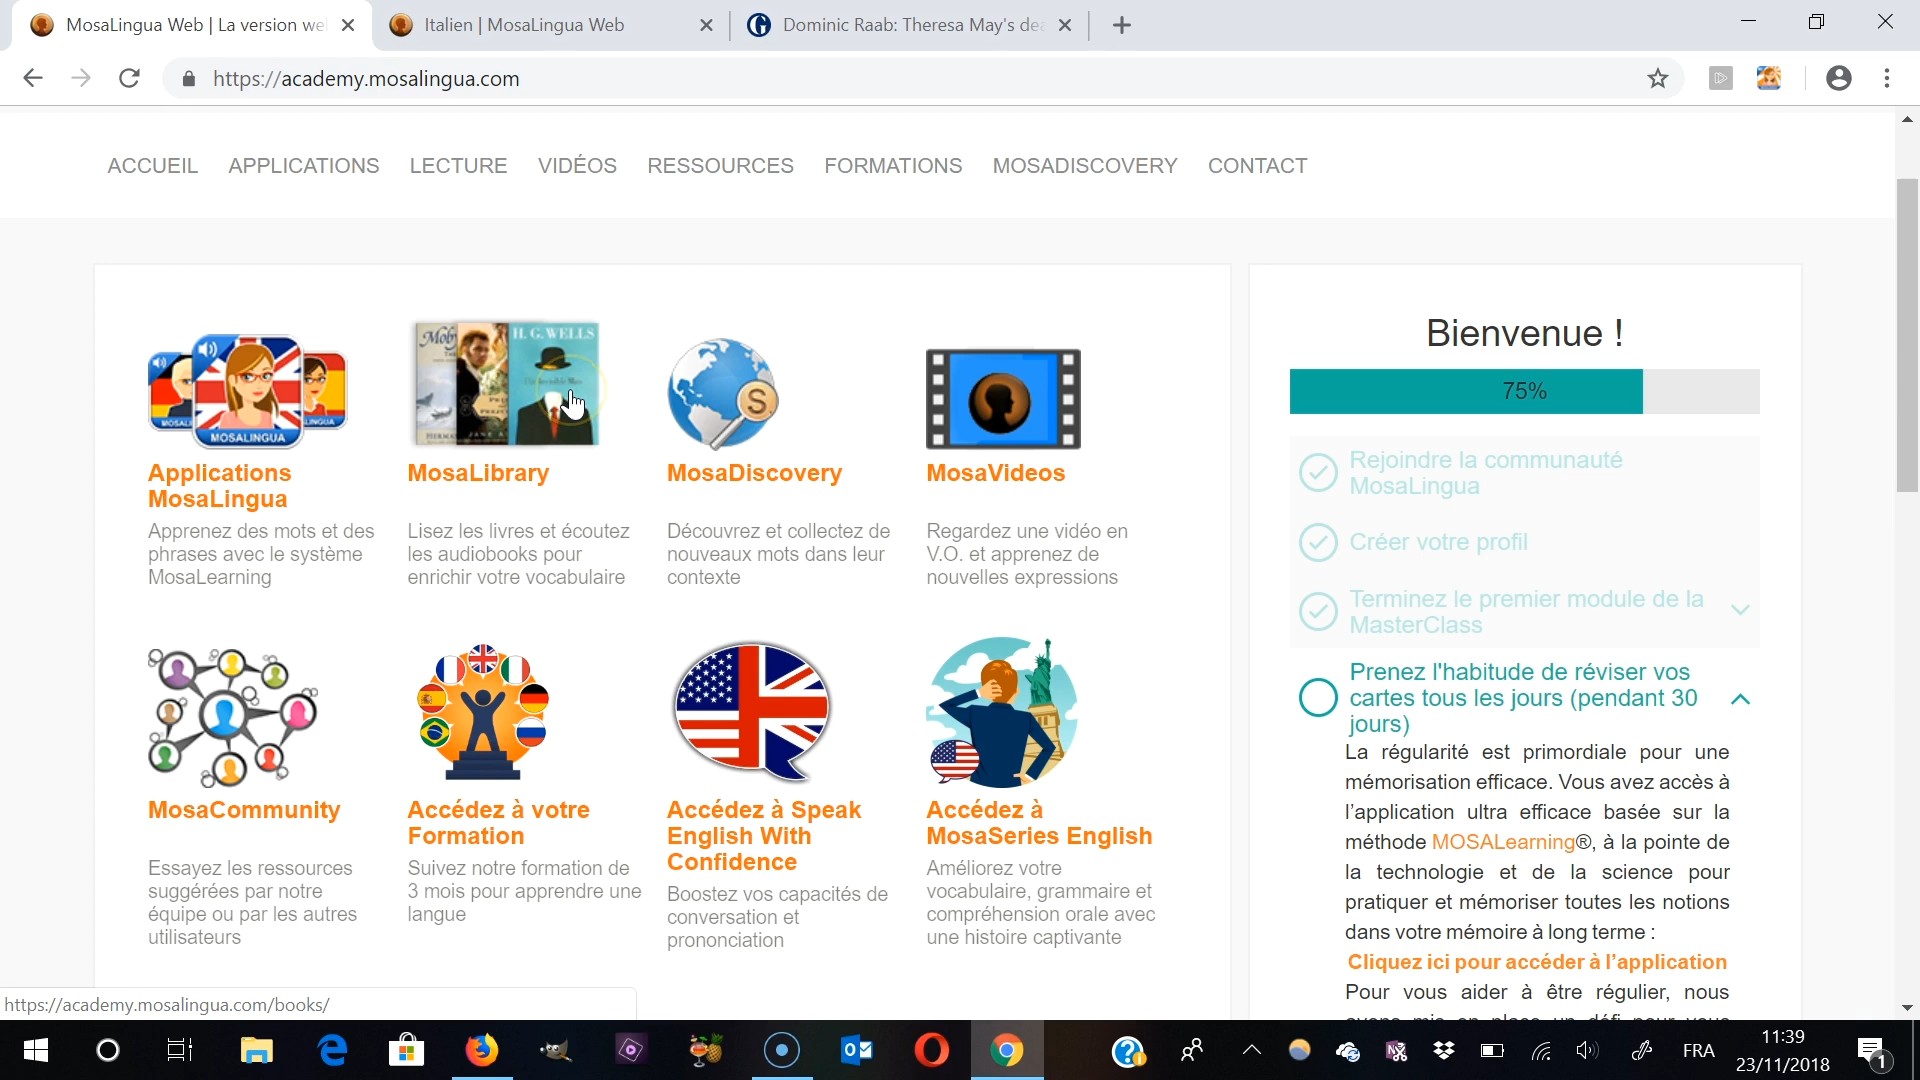 MosaLingua Web | La version we
Italien | MosaLingua Web
Dominic Raab: Theresa May's dea
https://academy.mosalingua.com
ACCUEIL APPLICATIONS LECTURE VIDÉOS RESSOURCES FORMATIONS MOSADISCOVERY CONTACT
MOSALINGUA
H. G. WELLS
S
Applications
MosaLingua
Apprenez des mots et des
phrases avec le système
MosaLearning
MosaLibrary
Lisez les livres et écoutez
les audiobooks pour
enrichir votre vocabulaire
MosaDiscovery
Découvrez et collectez de
nouveaux mots dans leur
contexte
MosaVideos
Regardez une vidéo en
V.O. et apprenez de
nouvelles expressions
MosaCommunity
Essayez les ressources
suggérées par notre
équipe ou par les autres
utilisateurs
Accédez à votre
Formation
Suivez notre formation de
3 mois pour apprendre une
langue
Accédez à Speak
English With
Confidence
Boostez vos capacités de
conversation et
prononciation
Accédez à
MosaSeries English
Améliorez votre
vocabulaire, grammaire et
compréhension orale avec
une histoire captivante
Bienvenue !
75%
Rejoindre la communauté
MosaLingua
Créer votre profil
Terminez le premier module de la
MasterClass
Prenez l'habitude de réviser vos
cartes tous les jours (pendant 30
jours)
La régularité est primordiale pour une
mémorisation efficace. Vous avez accès à
l'application ultra efficace basée sur la
méthode MOSALearning®, à la pointe de
la technologie et de la science pour
pratiquer et mémoriser toutes les notions
dans votre mémoire à long terme :
Cliquez ici pour accéder à l'application
Pour vous aider à être régulier, nous
https://academy.mosalingua.com/books/
FRA
11:39
23/11/2018
1